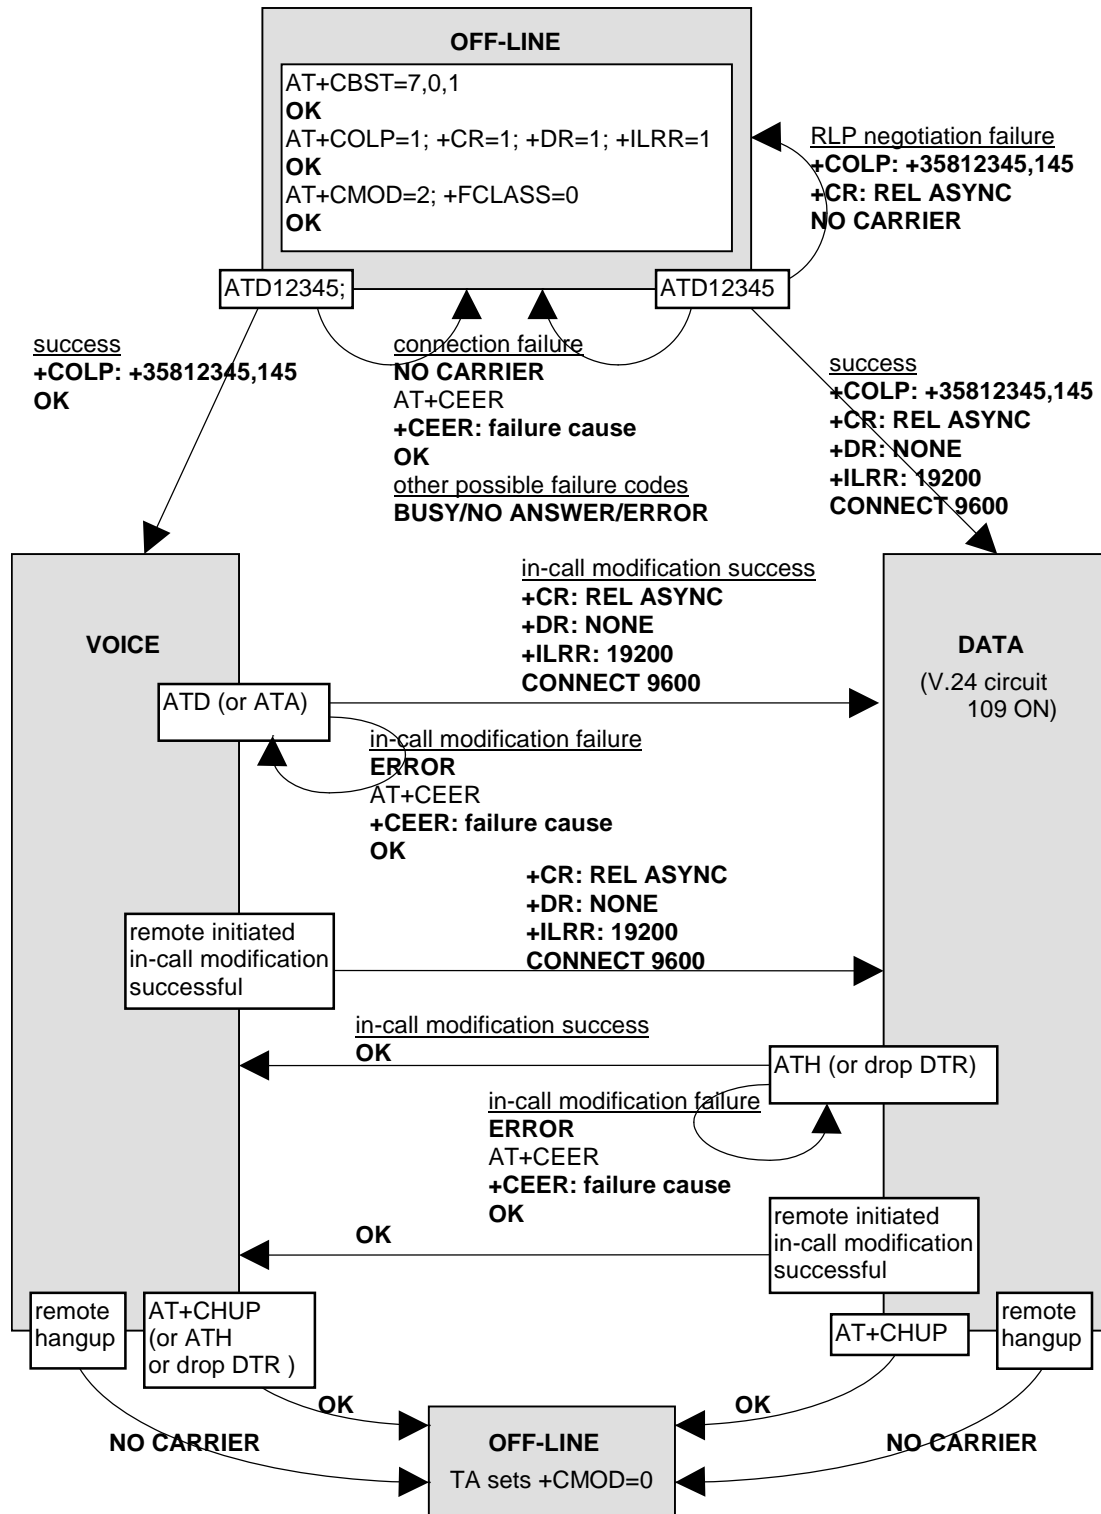 OFF-LINE
AT+CBST=7,0,1
OK
AT+COLP=1; +CR=1; +DR=1; +ILRR=1
OK
AT+CMOD=2; +FCLASS=0
OK
RLP negotiation failure
+COLP: +35812345,145
+CR: REL ASYNC
NO CARRIER
ATD12345;
ATD12345
success
+COLP: +35812345,145
OK
connection failure
NO CARRIER
AT+CEER
+CEER: failure cause
OK
other possible failure codes
BUSY/NO ANSWER/ERROR
success
+COLP: +35812345,145
+CR: REL ASYNC
+DR: NONE
+ILRR: 19200
CONNECT 9600
VOICE
in-call modification success
+CR: REL ASYNC
+DR: NONE
+ILRR: 19200
CONNECT 9600
DATA
(V.24 circuit
109 ON)
ATD (or ATA)
in-call modification failure
ERROR
AT+CEER
+CEER: failure cause
OK
+CR: REL ASYNC
+DR: NONE
+ILRR: 19200
CONNECT 9600
remote initiated
in-call modification
successful
in-call modification success
OK
ATH (or drop DTR)
in-call modification failure
ERROR
AT+CEER
+CEER: failure cause
OK
remote initiated
in-call modification
successful
OK
remote
hangup
AT+CHUP
(or ATH
or drop DTR )
AT+CHUP
remote
hangup
OK
OK
NO CARRIER
NO CARRIER
OFF-LINE
TA sets +CMOD=0